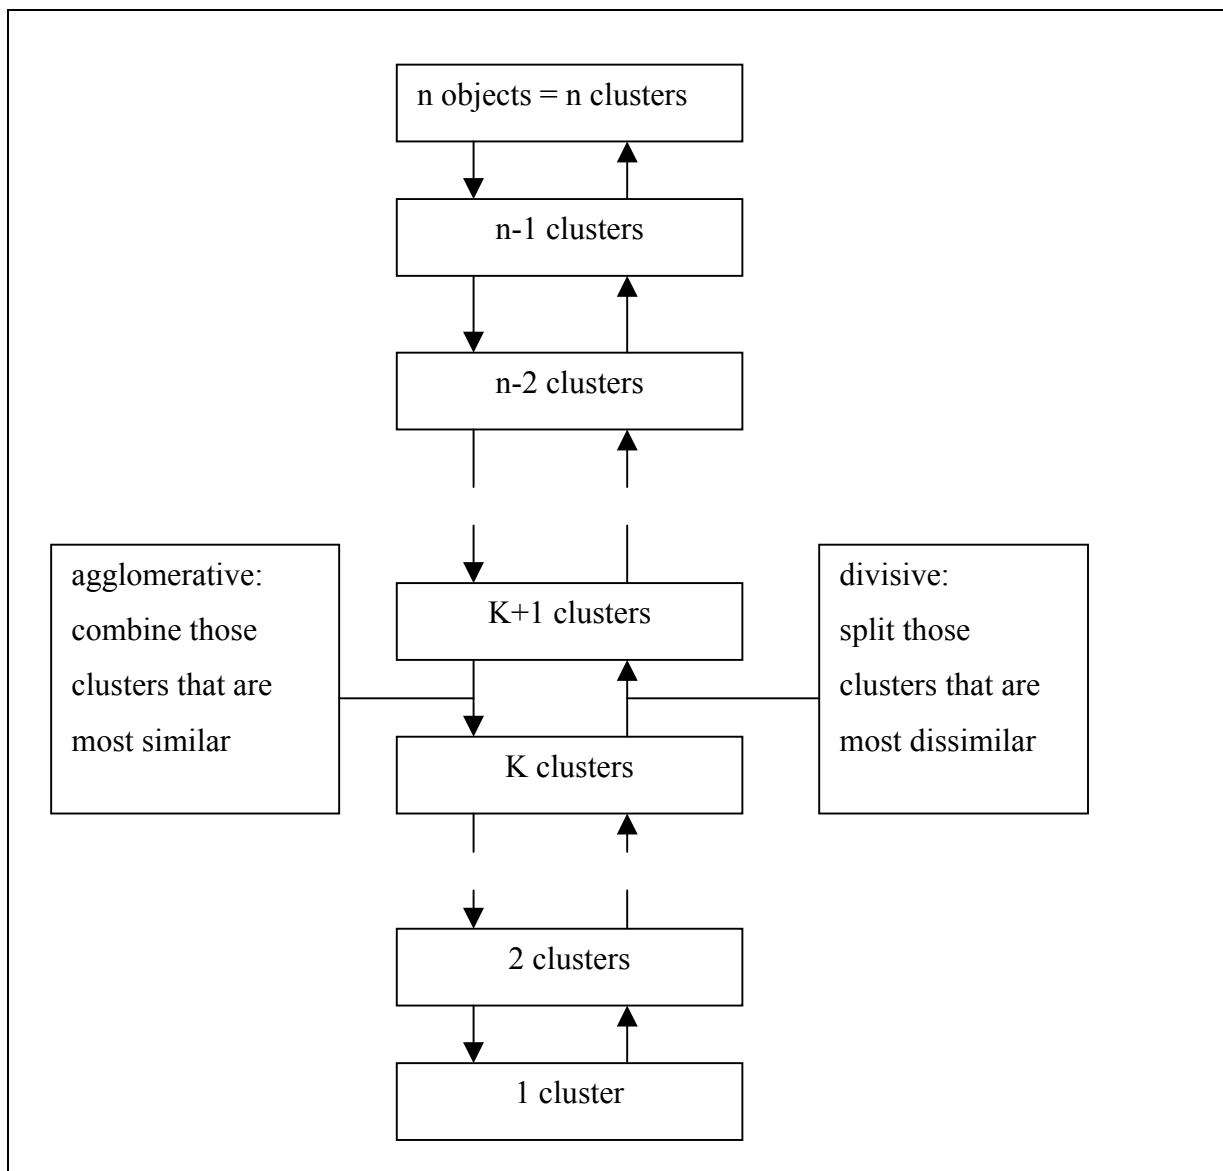 n objects = n clusters
n-1 clusters
n-2 clusters
agglomerative:
combine those
clusters that are
most similar
K+1 clusters
K clusters
divisive:
split those
clusters that are
most dissimilar
2 clusters
1 cluster